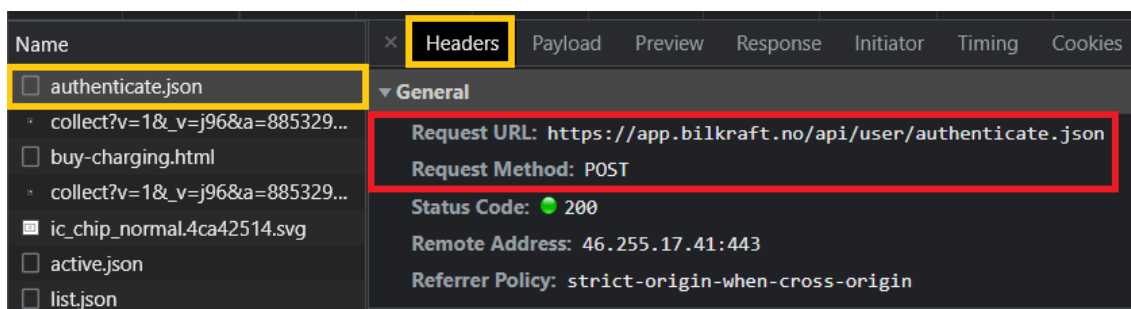 Name
authenticate.json
collect?v=1&_v=j96&a=885329...
buy-charging.html
collect?v=1&_v=j96&a=885329...
ic_chip_normal.4ca42514.svg
active.json
list.json
× Headers Payload Preview Response Initiator Timing Cookies
▾ General
Request URL: https://app.bilkraft.no/api/user/authenticate.json
Request Method: POST
Status Code: 200
Remote Address: 46.255.17.41:443
Referrer Policy: strict-origin-when-cross-origin